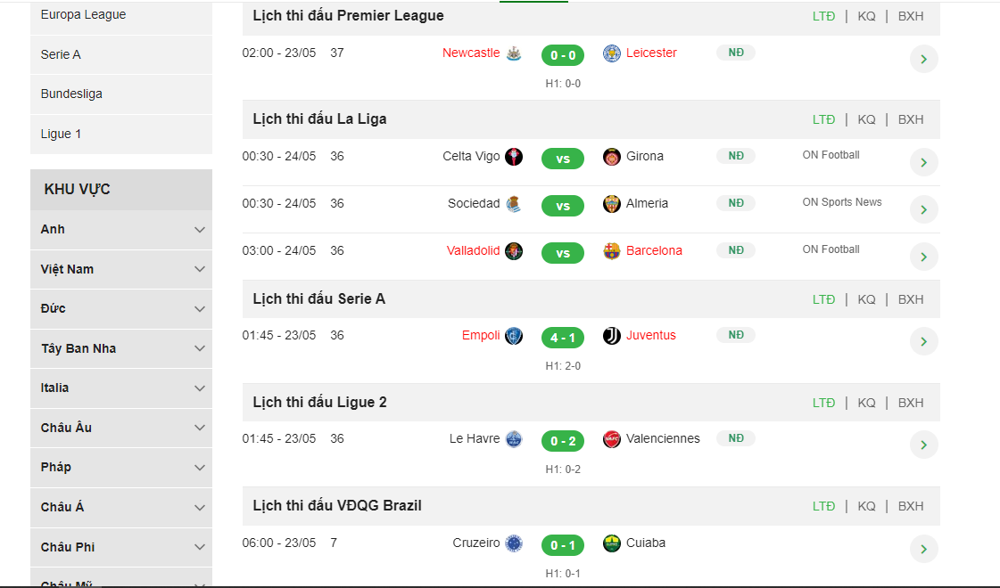 Europa League
Serie A
Bundesliga
Ligue 1
KHU VỰC
Anh
Việt Nam
Đức
Tây Ban Nha
Italia
Châu Âu
Pháp
Châu Á
Châu Phi
Châu Mỹ
Lịch thi đấu Premier League LTĐ | KQ | BXH
02:00 - 23/05 37 Newcastle 0 - 0 Leicester NĐ
H1: 0-0
Lịch thi đấu La Liga LTĐ | KQ | BXH
00:30 - 24/05 36 Celta Vigo vs Girona NĐ ON Football
00:30 - 24/05 36 Sociedad vs Almeria NĐ ON Sports News
03:00 - 24/05 36 Valladolid vs Barcelona NĐ ON Football
Lịch thi đấu Serie A LTĐ | KQ | BXH
01:45 - 23/05 36 Empoli 4 - 1 Juventus NĐ
H1: 2-0
Lịch thi đấu Ligue 2 LTĐ | KQ | BXH
01:45 - 23/05 36 Le Havre 0 - 2 Valenciennes NĐ
H1: 0-2
Lịch thi đấu VĐQG Brazil LTĐ | KQ | BXH
06:00 - 23/05 7 Cruzeiro 0 - 1 Cuiaba
H1: 0-1